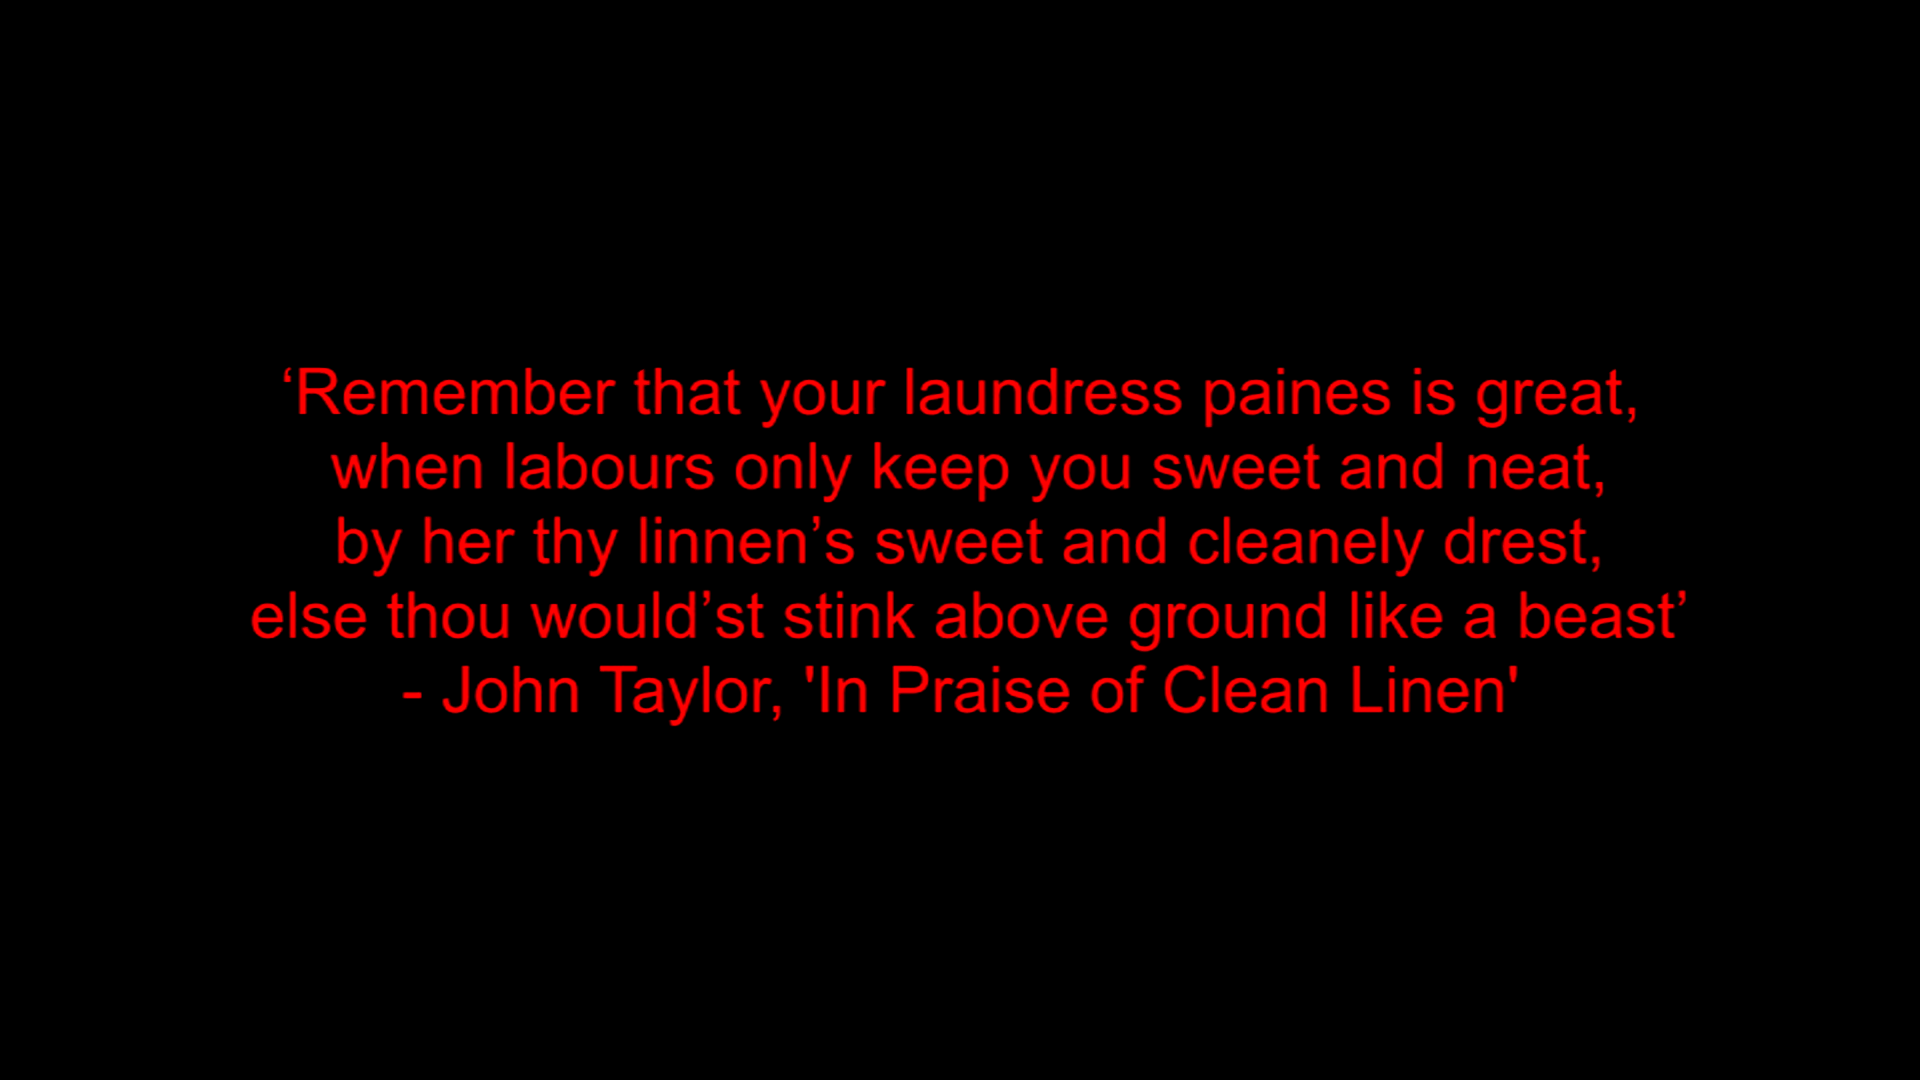 ‘Remember that your laundress paines is great,
when labours only keep you sweet and neat,
by her thy linnen’s sweet and cleanely drest,
else thou would’st stink above ground like a beast’
- John Taylor, 'In Praise of Clean Linen'